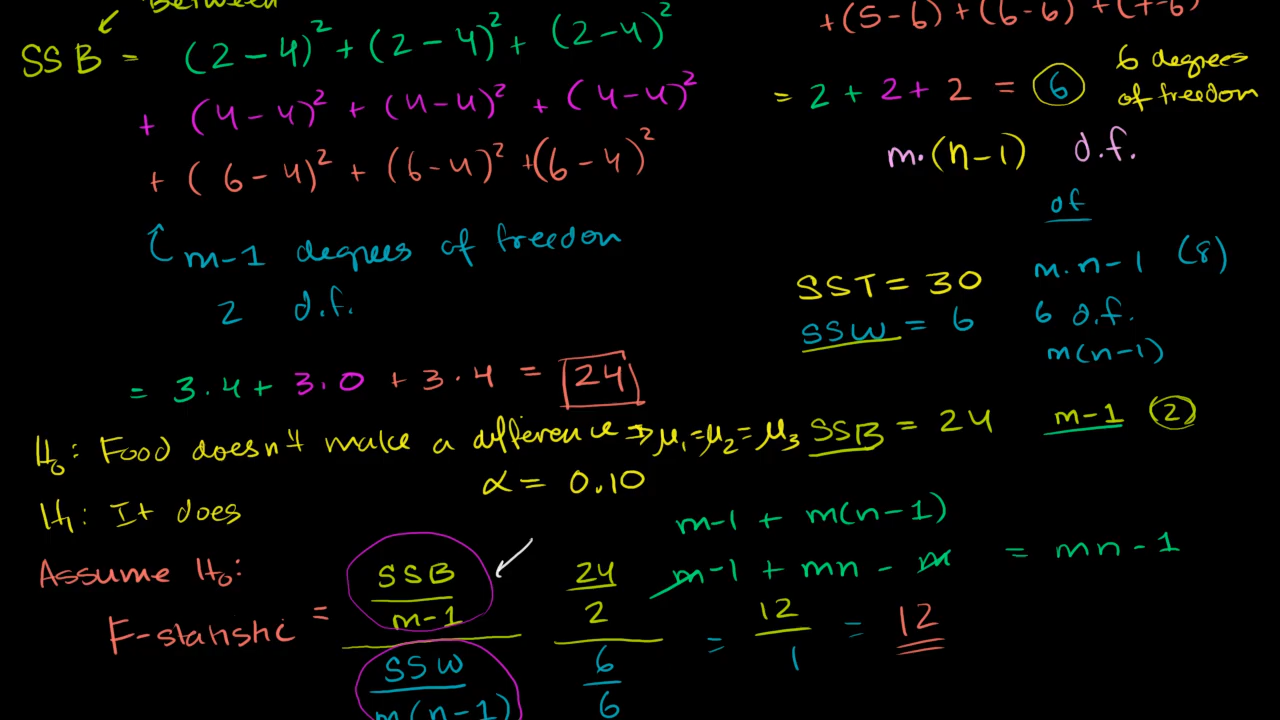 Between
SSB = (2-4)² + (2-4)² + (2-4)²
+ (4-4)² + (4-4)² + (4-4)²
+ (6-4)² + (6-4)² + (6-4)²
m-1 degrees of freedom
2 d.f.
= 3·4 + 3·0 + 3·4 = 24
+(5-6) + (6-6) + (7-6)
= 2 + 2 + 2 = 6
6 degrees
of freedom
m·(n-1) d.f.
of
SST = 30 m·n-1 (8)
SSW = 6 6 d.f.
m(n-1)
SSB = 24 m-1 2
H₀: Food doesn't make a difference → μ₁=μ₂=μ₃
α = 0.10
H₁: It does
m-1 + m(n-1)
m-1 + mn - m = mn-1
Assume H₀:
F-statistic = SSB
m-1
SSW
m(n-1)
24
2
6
6
= 12
1
= 12